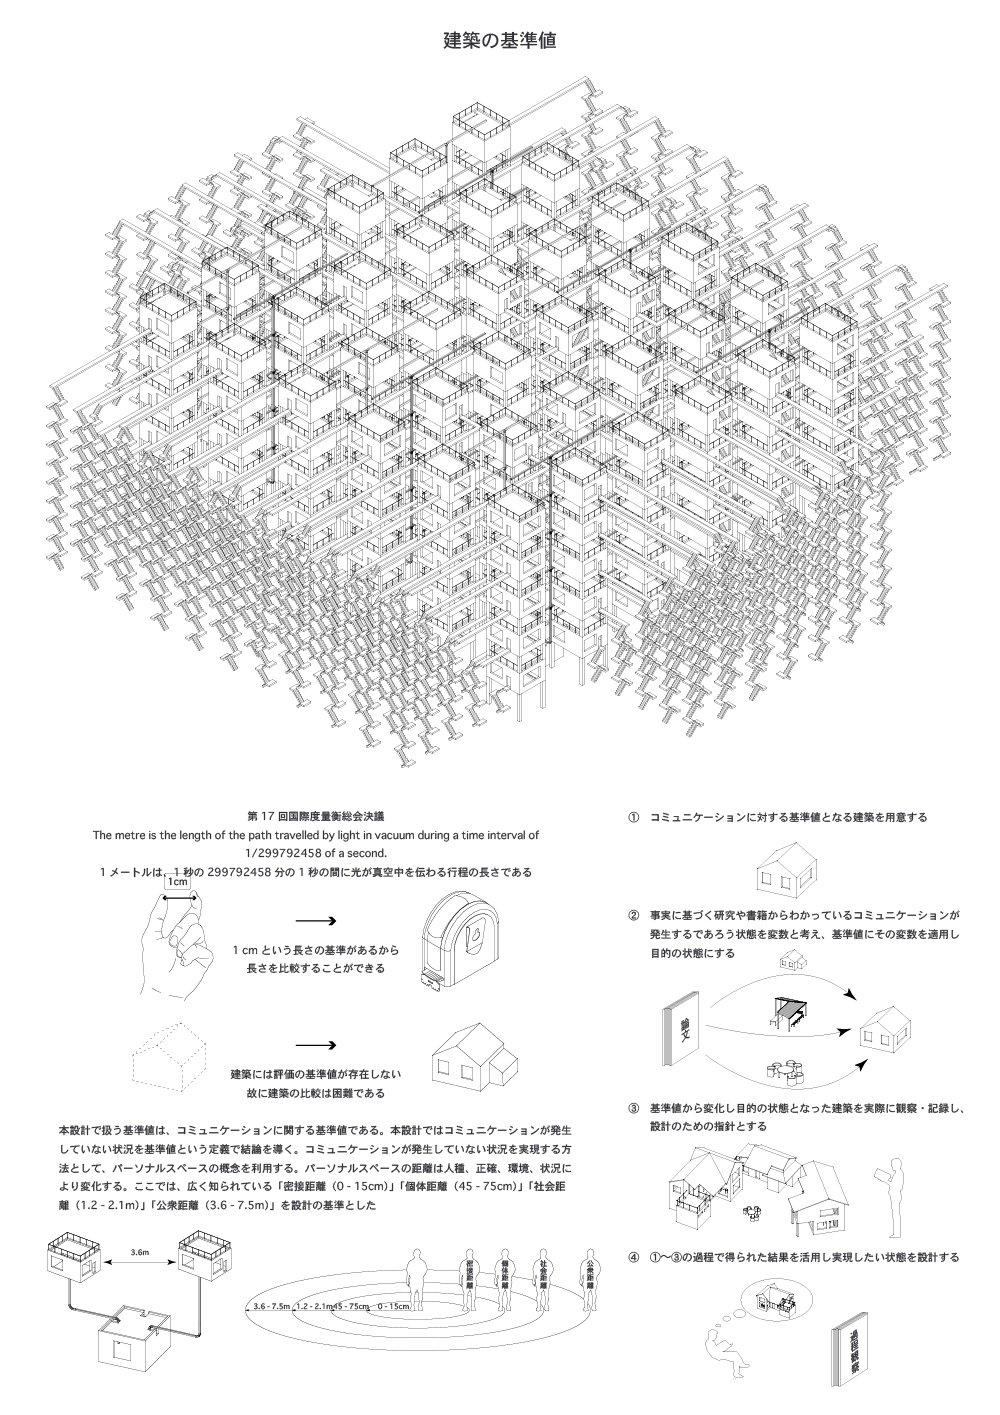 建築の基準値
第 17 回国際度量衡総会決議
The metre is the length of the path travelled by light in vacuum during a time interval of
1/299792458 of a second.
1 メートルは、1 秒の 299792458 分の 1 秒の間に光が真空中を伝わる行程の長さである
1cm
1 cm という長さの基準があるから
長さを比較することができる
建築には評価の基準値が存在しない
故に建築の比較は困難である
本設計で扱う基準値は、コミュニケーションに関する基準値である。本設計ではコミュニケーションが発生
していない状況を基準値という定義で結論を導く。コミュニケーションが発生していない状況を実現する方
法として、パーソナルスペースの概念を利用する。パーソナルスペースの距離は人種、正確、環境、状況に
より変化する。ここでは、広く知られている「密接距離（0 - 15cm）」「個体距離（45 - 75cm）」「社会距
離（1.2 - 2.1m）」「公衆距離（3.6 - 7.5m）」を設計の基準とした
3.6m
密接距離
個体距離
社会距離
公衆距離
3.6 - 7.5m
1.2 - 2.1m
45 - 75cm
0 - 15cm
① コミュニケーションに対する基準値となる建築を用意する
② 事実に基づく研究や書籍からわかっているコミュニケーションが
発生するであろう状態を変数と考え、基準値にその変数を適用し
目的の状態にする
論文
③ 基準値から変化し目的の状態となった建築を実際に観察・記録し、
設計のための指針とする
④ ①〜③の過程で得られた結果を活用し実現したい状態を設計する
過程観察